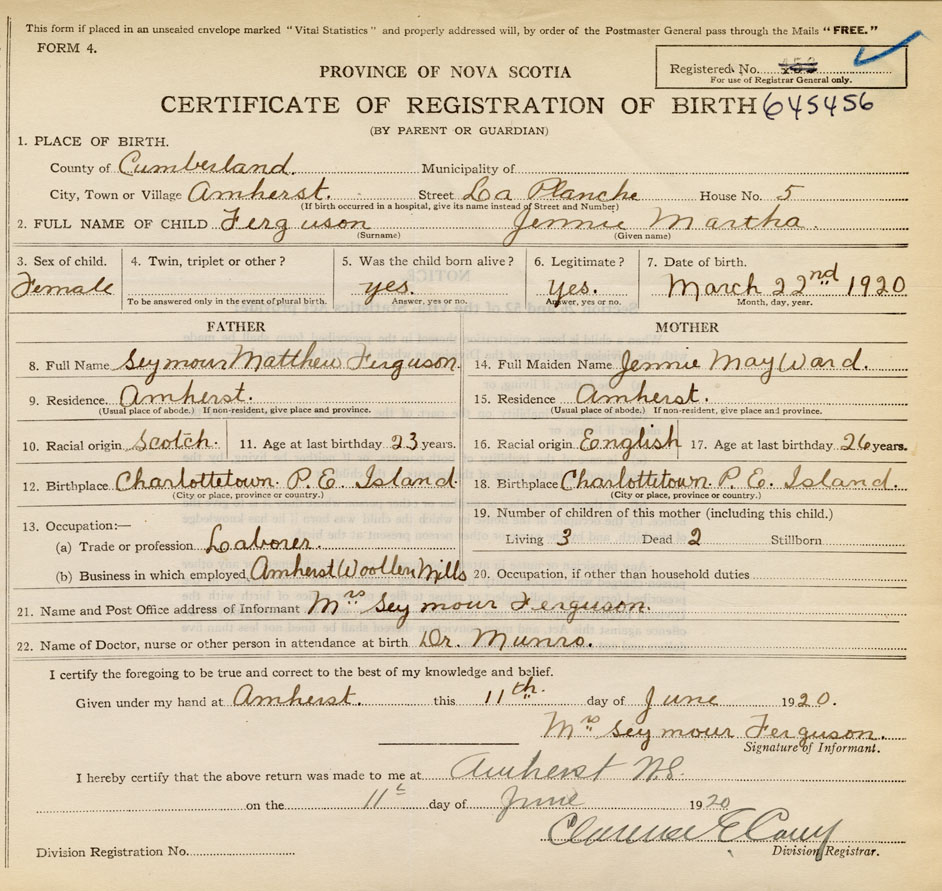 This form if placed in an unsealed envelope marked "Vital Statistics" and properly addressed will, by order of the Postmaster General pass through the Mails "FREE."
FORM 4.
Registered No.
For use of Registrar General only.
PROVINCE OF NOVA SCOTIA
CERTIFICATE OF REGISTRATION OF BIRTH 645456
(BY PARENT OR GUARDIAN)
1. PLACE OF BIRTH.
County of Cumberland. Municipality of
City, Town or Village Amherst. Street La Planche House No. 5
(If birth occurred in a hospital, give its name instead of Street and Number)
2. FULL NAME OF CHILD Ferguson Jennie Martha.
(Surname) (Given name)
3. Sex of child. 4. Twin, triplet or other? 5. Was the child born alive? 6. Legitimate? 7. Date of birth.
Female yes. yes. March 22nd 1920
To be answered only in the event of plural birth. Answer, yes or no. Answer, yes or no. Month, day, year.
FATHER MOTHER
8. Full Name Seymour Matthew Ferguson. 14. Full Maiden Name Jennie May Ward.
9. Residence. Amherst. 15. Residence Amherst.
(Usual place of abode.) If non-resident, give place and province. (Usual place of abode.) If non-resident, give place and province.
10. Racial origin Scotch. 11. Age at last birthday 23 years. 16. Racial origin English 17. Age at last birthday 26 years.
12. Birthplace Charlottetown. P.E. Island. 18. Birthplace Charlottetown. P.E. Island.
(City or place, province or country.) (City or place, province or country.)
13. Occupation:— 19. Number of children of this mother (including this child.)
(a) Trade or profession Laborer. Living 3 Dead 2 Stillborn
(b) Business in which employed, Amherst Woollen Mills 20. Occupation, if other than household duties
21. Name and Post Office address of Informant Mrs Seymour Ferguson.
22. Name of Doctor, nurse or other person in attendance at birth Dr. Munro.
I certify the foregoing to be true and correct to the best of my knowledge and belief.
Given under my hand at Amherst. this 11th. day of June 1920.
Mrs Seymour Ferguson.
Signature of Informant.
I hereby certify that the above return was made to me at Amherst N.S.
on the 11th day of June 1920
Clarence E
Division Registrar.
Division Registration No.